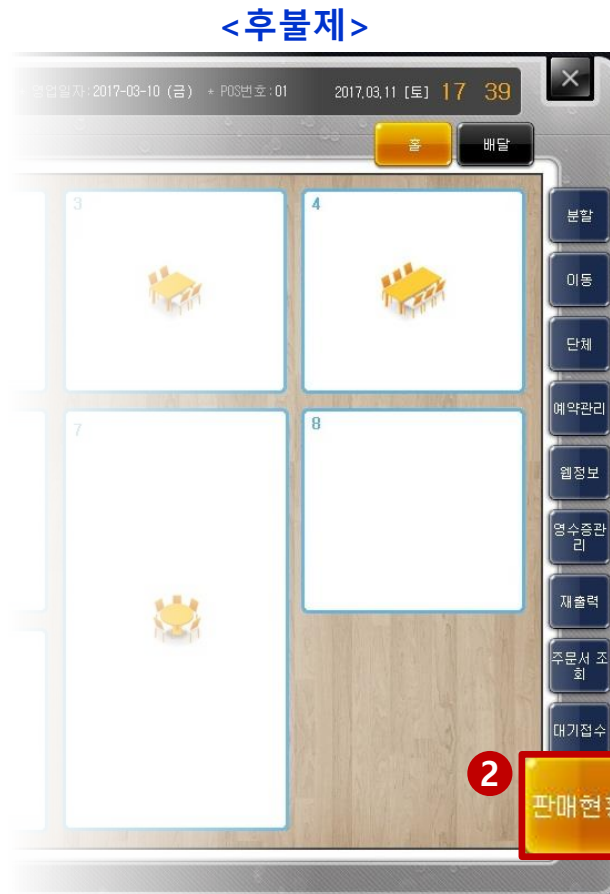 <후불제>
영업일자:2017-03-10 (금) * POS번호:01 2017,03,11 [토] 17 39
홀 배달
3 4
분할
이동
단체
7 8
예약관리
웹정보
영수증관
리
재출력
주문서 조
회
대기접수
2
판매현